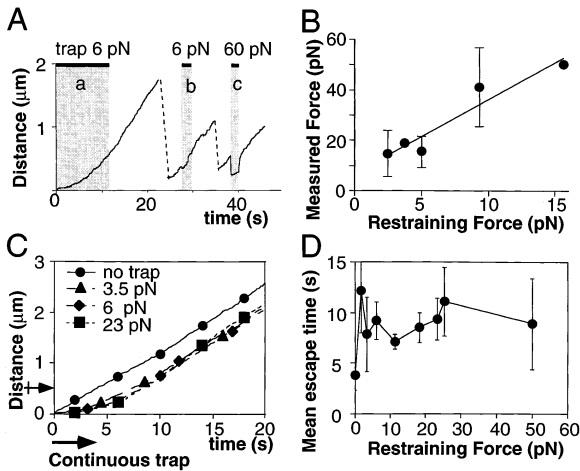 A
trap 6 pN 6 pN 60 pN
a b c
Distance (μm)
2
1
0
0 20 40
time (s)
B
Measured Force (pN)
60
40
20
0
0 5 10 15
Restraining Force (pN)
C
no trap
3.5 pN
6 pN
23 pN
Distance (μm)
3
2
1
0
0 5 10 15 20
time (s)
Continuous trap
D
Mean escape time (s)
15
10
5
0
0 10 20 30 40 50 60
Restraining Force (pN)